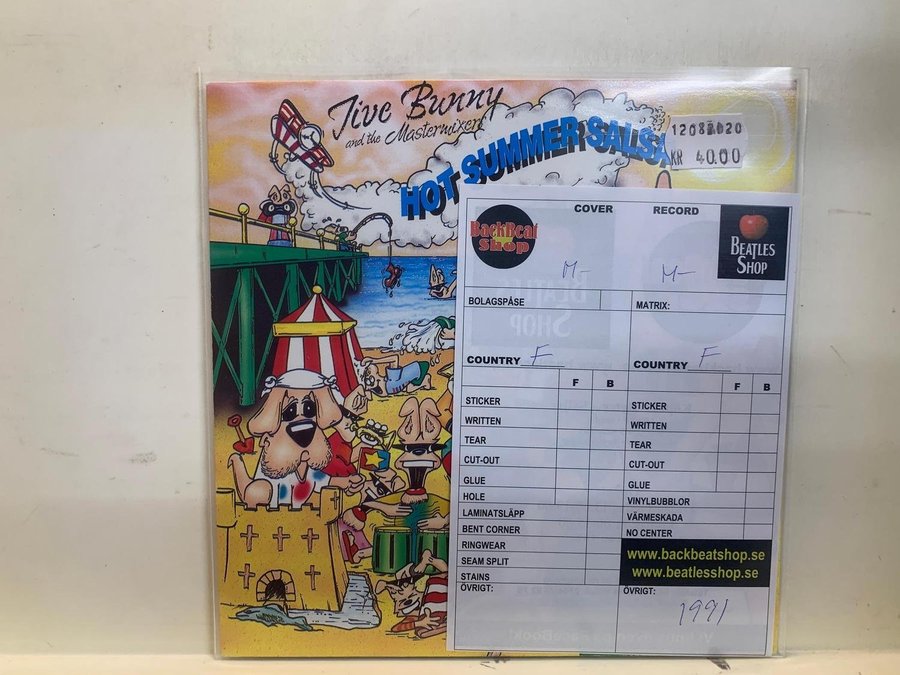 Jive Bunny
and the Mastermixers
HOT SUMMER SALSA
12082020
KR 40.00
BackBeat
Shop
COVER
RECORD
BEATLES
SHOP
M-
M-
BOLAGSPÅSE
MATRIX:
COUNTRY F
COUNTRY F
F B
F B
STICKER
STICKER
WRITTEN
WRITTEN
TEAR
TEAR
CUT-OUT
CUT-OUT
GLUE
GLUE
HOLE
VINYLBUBBLOR
LAMINATSLÄPP
VÄRMESKADA
BENT CORNER
NO CENTER
RINGWEAR
SEAM SPLIT
STAINS
www.backbeatshop.se
www.beatlesshop.se
ÖVRIGT:
ÖVRIGT:
1991